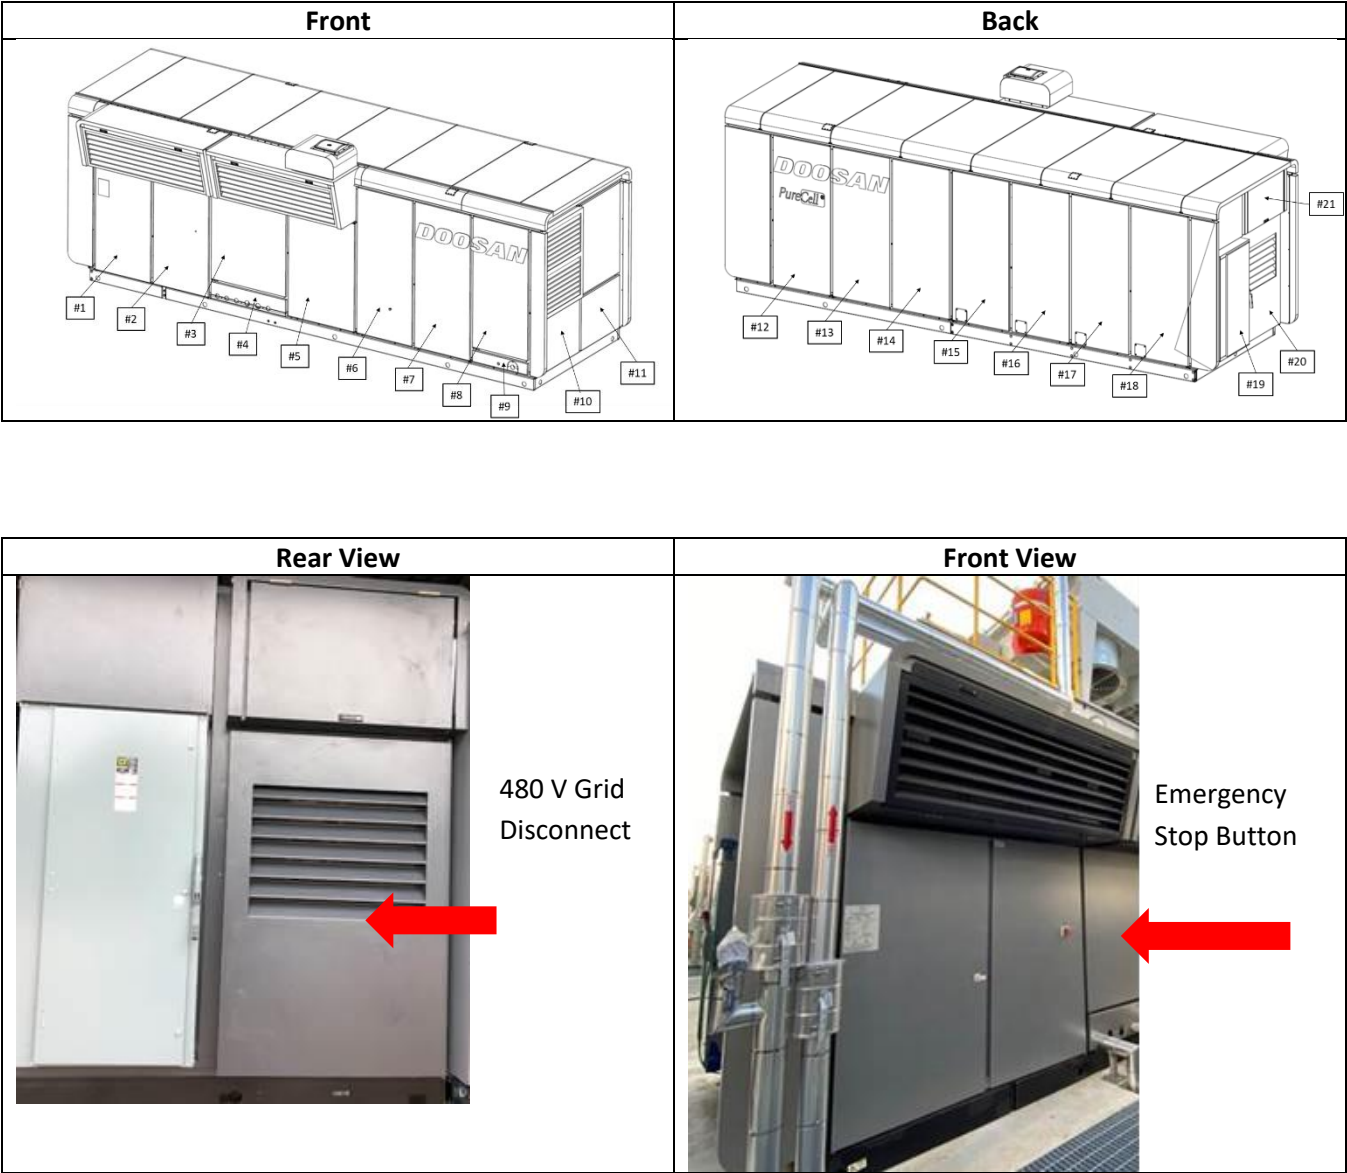 Front
Back
DOOSAN
#1
#2
#3
#4
#5
#6
#7
#8
#9
#10
#11
DOOSAN
PureCell
#12
#13
#14
#15
#16
#17
#18
#19
#20
#21
Rear View
Front View
480 V Grid
Disconnect
Emergency
Stop Button